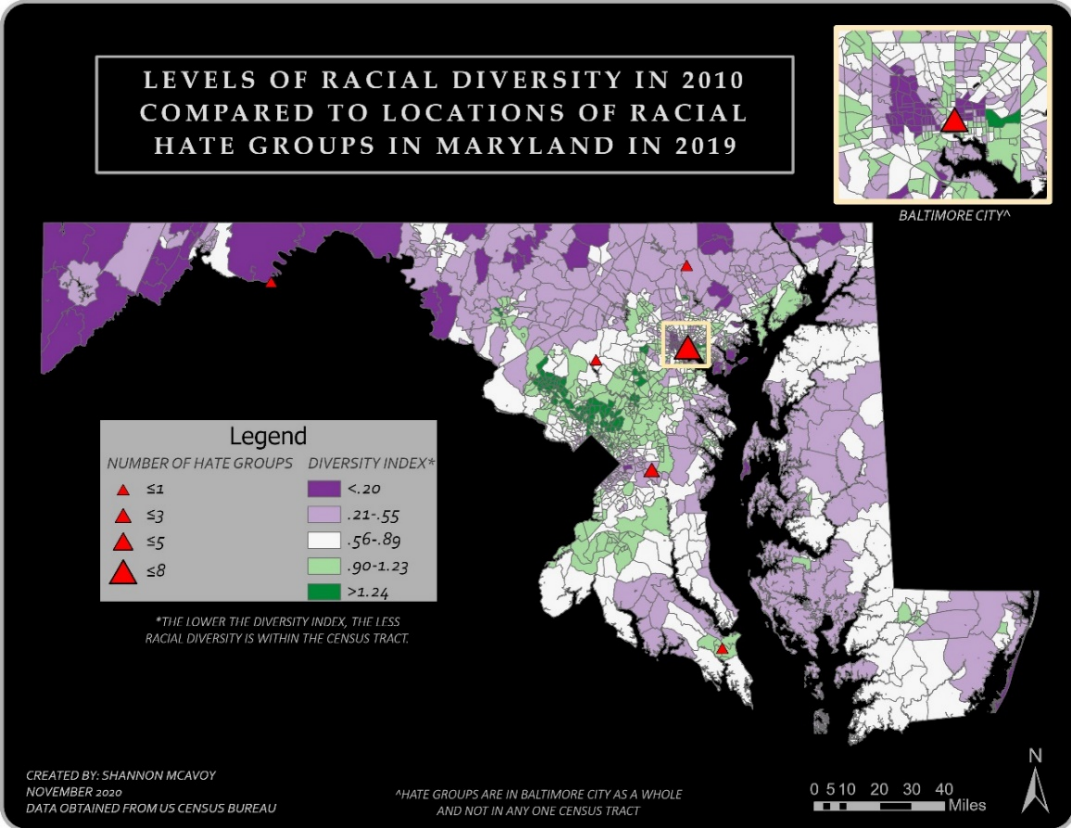 LEVELS OF RACIAL DIVERSITY IN 2010
COMPARED TO LOCATIONS OF RACIAL
HATE GROUPS IN MARYLAND IN 2019
BALTIMORE CITY^
Legend
NUMBER OF HATE GROUPS
≤1
≤3
≤5
≤8
DIVERSITY INDEX*
<.20
.21-.55
.56-.89
.90-1.23
>1.24
*THE LOWER THE DIVERSITY INDEX, THE LESS
RACIAL DIVERSITY IS WITHIN THE CENSUS TRACT.
CREATED BY: SHANNON MCAVOY
NOVEMBER 2020
DATA OBTAINED FROM US CENSUS BUREAU
^HATE GROUPS ARE IN BALTIMORE CITY AS A WHOLE
AND NOT IN ANY ONE CENSUS TRACT
0 5 10 20 30 40
Miles
N